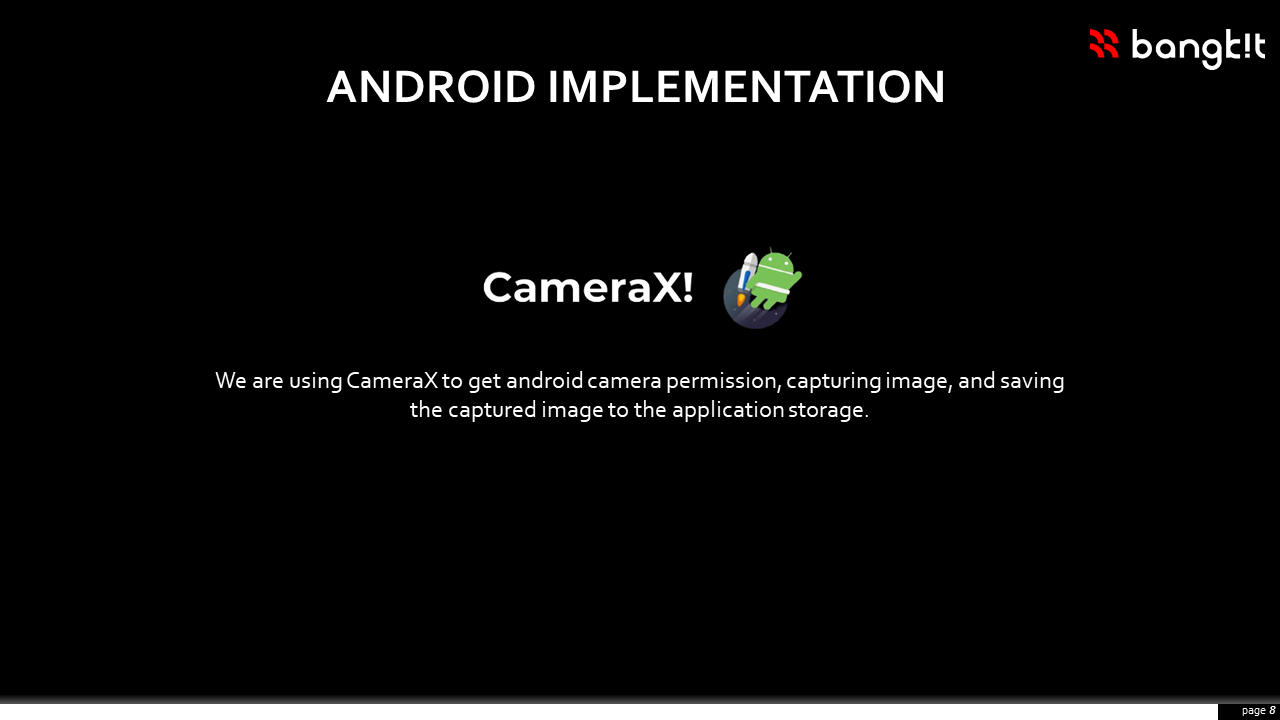 bangk!t
ANDROID IMPLEMENTATION
CameraX!
We are using CameraX to get android camera permission, capturing image, and saving
the captured image to the application storage.
page 8